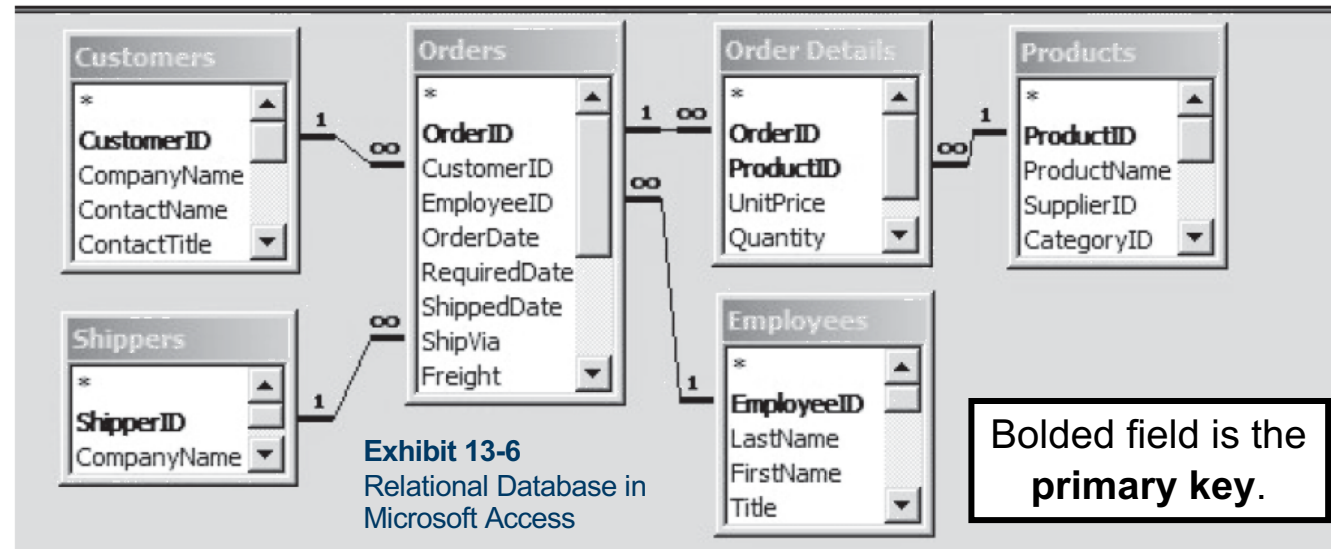 Customers
*
CustomerID
CompanyName
ContactName
ContactTitle
1
∞
Orders
*
OrderID
CustomerID
EmployeeID
OrderDate
RequiredDate
ShippedDate
ShipVia
Freight
1 ∞
Order Details
*
OrderID
ProductID
UnitPrice
Quantity
∞
1
Products
*
ProductID
ProductName
SupplierID
CategoryID
Shippers
*
ShipperID
CompanyName
1
∞
∞
1
Employees
*
EmployeeID
LastName
FirstName
Title
Exhibit 13-6
Relational Database in
Microsoft Access
Bolded field is the
primary key.